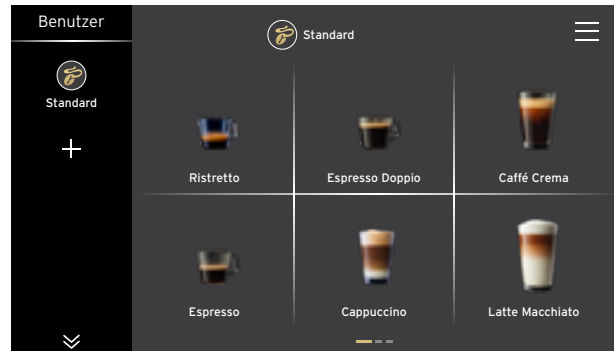 Benutzer
Standard
Standard
Ristretto
Espresso Doppio
Caffé Crema
Espresso
Cappuccino
Latte Macchiato